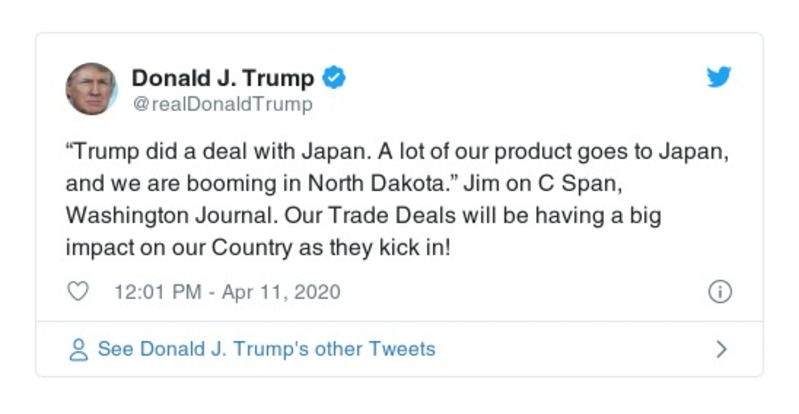 Donald J. Trump
@realDonaldTrump
“Trump did a deal with Japan. A lot of our product goes to Japan,
and we are booming in North Dakota.” Jim on C Span,
Washington Journal. Our Trade Deals will be having a big
impact on our Country as they kick in!
12:01 PM - Apr 11, 2020
See Donald J. Trump's other Tweets